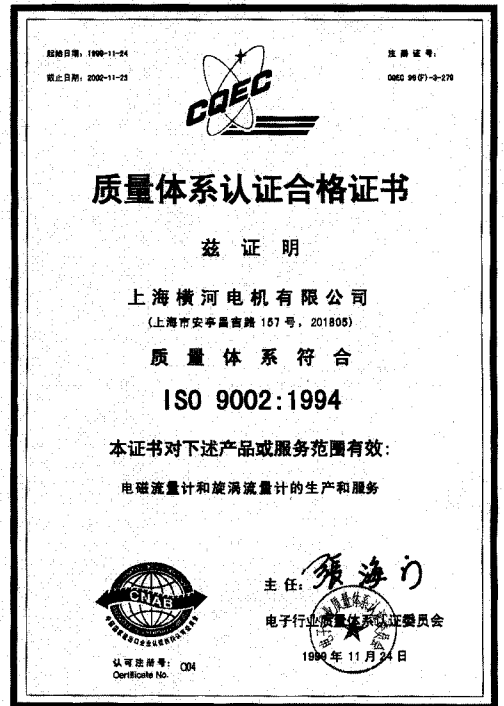 起始日期：1999-11-24
截止日期：2002-11-23
注 册 证 号：
CQEC 99(F)-3-279
CQEC
质量体系认证合格证书
兹 证 明
上海横河电机有限公司
(上海市安亭昌吉路 157 号，201805)
质 量 体 系 符 合
ISO 9002:1994
本证书对下述产品或服务范围有效：
电磁流量计和旋涡流量计的生产和服务
CNAB
认可注册号： C04
Certificate No.
主 任：
电子行业质量体系认证委员会
1999 年 11 月 24 日